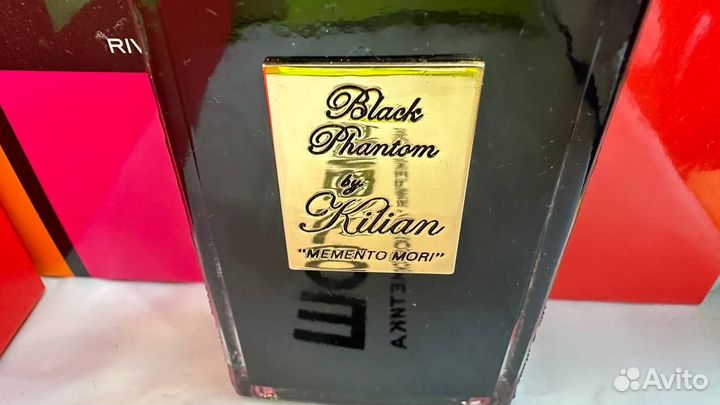 RIV
Black
Phantom
by
Kilian
"MEMENTO MORI"
Avito